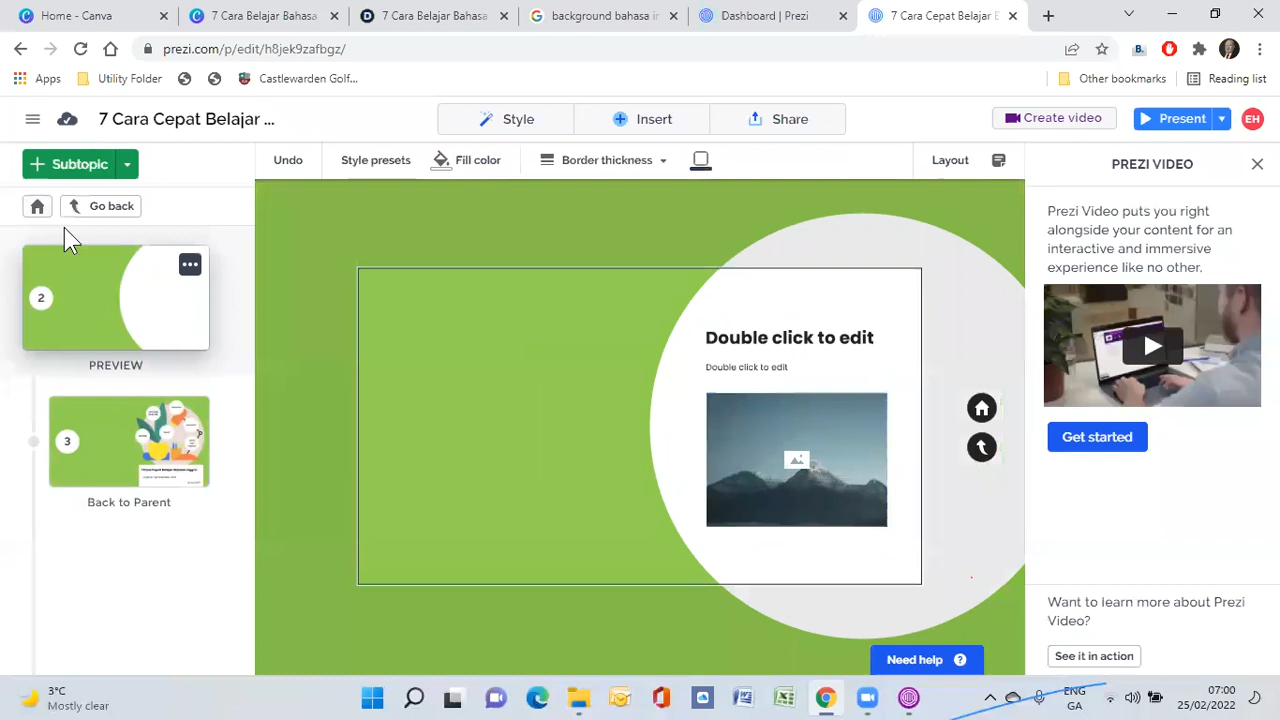 Home - Canva
7 Cara Belajar Bahasa
7 Cara Belajar Bahasa
background bahasa in
Dashboard | Prezi
7 Cara Cepat Belajar B
prezi.com/p/edit/h8jek9zafbgz/
Apps
Utility Folder
Castlewarden Golf...
Other bookmarks
Reading list
7 Cara Cepat Belajar ...
Style
Insert
Share
Create video
Present
EH
Subtopic
Undo
Style presets
Fill color
Border thickness
Layout
PREZI VIDEO
Go back
2
PREVIEW
3
Back to Parent
Double click to edit
Double click to edit
Prezi Video puts you right
alongside your content for an
interactive and immersive
experience like no other.
Get started
Want to learn more about Prezi
Video?
See it in action
Need help ?
3°C
Mostly clear
ENG
GA
07:00
25/02/2022